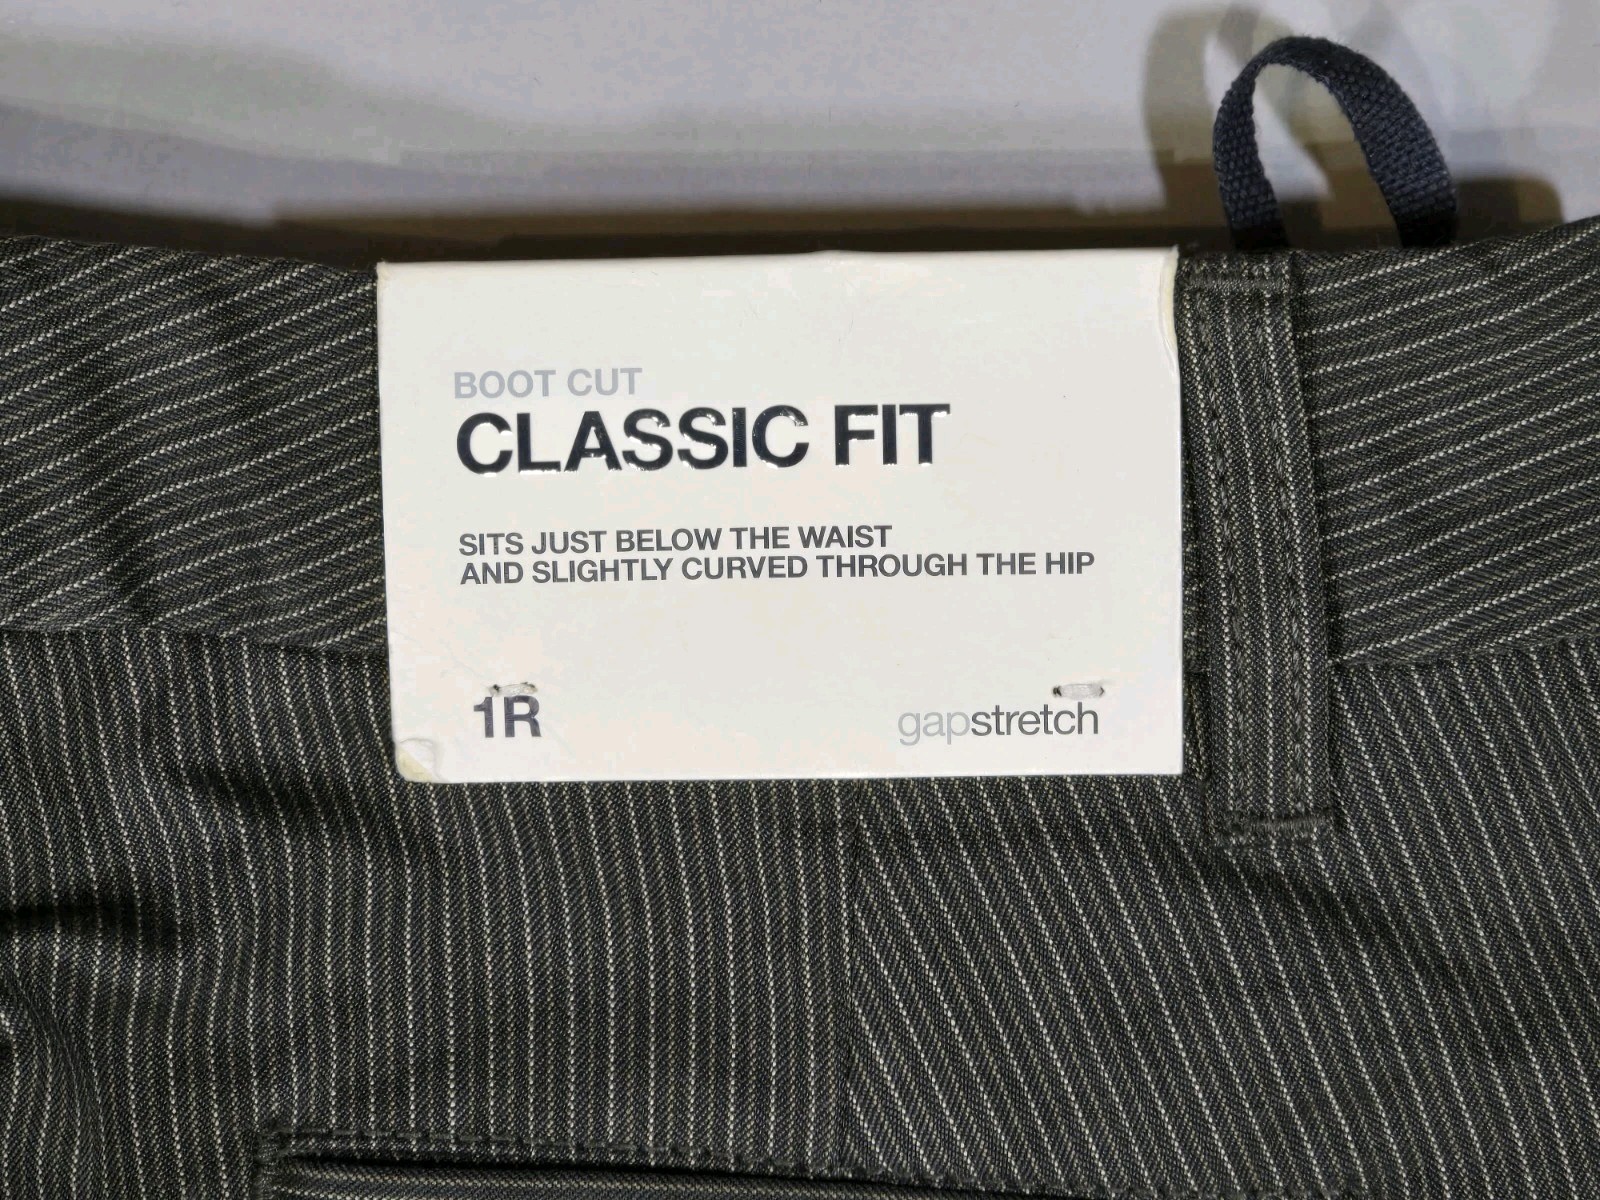 BOOT CUT
CLASSIC FIT
SITS JUST BELOW THE WAIST
AND SLIGHTLY CURVED THROUGH THE HIP
1R
gapstretch